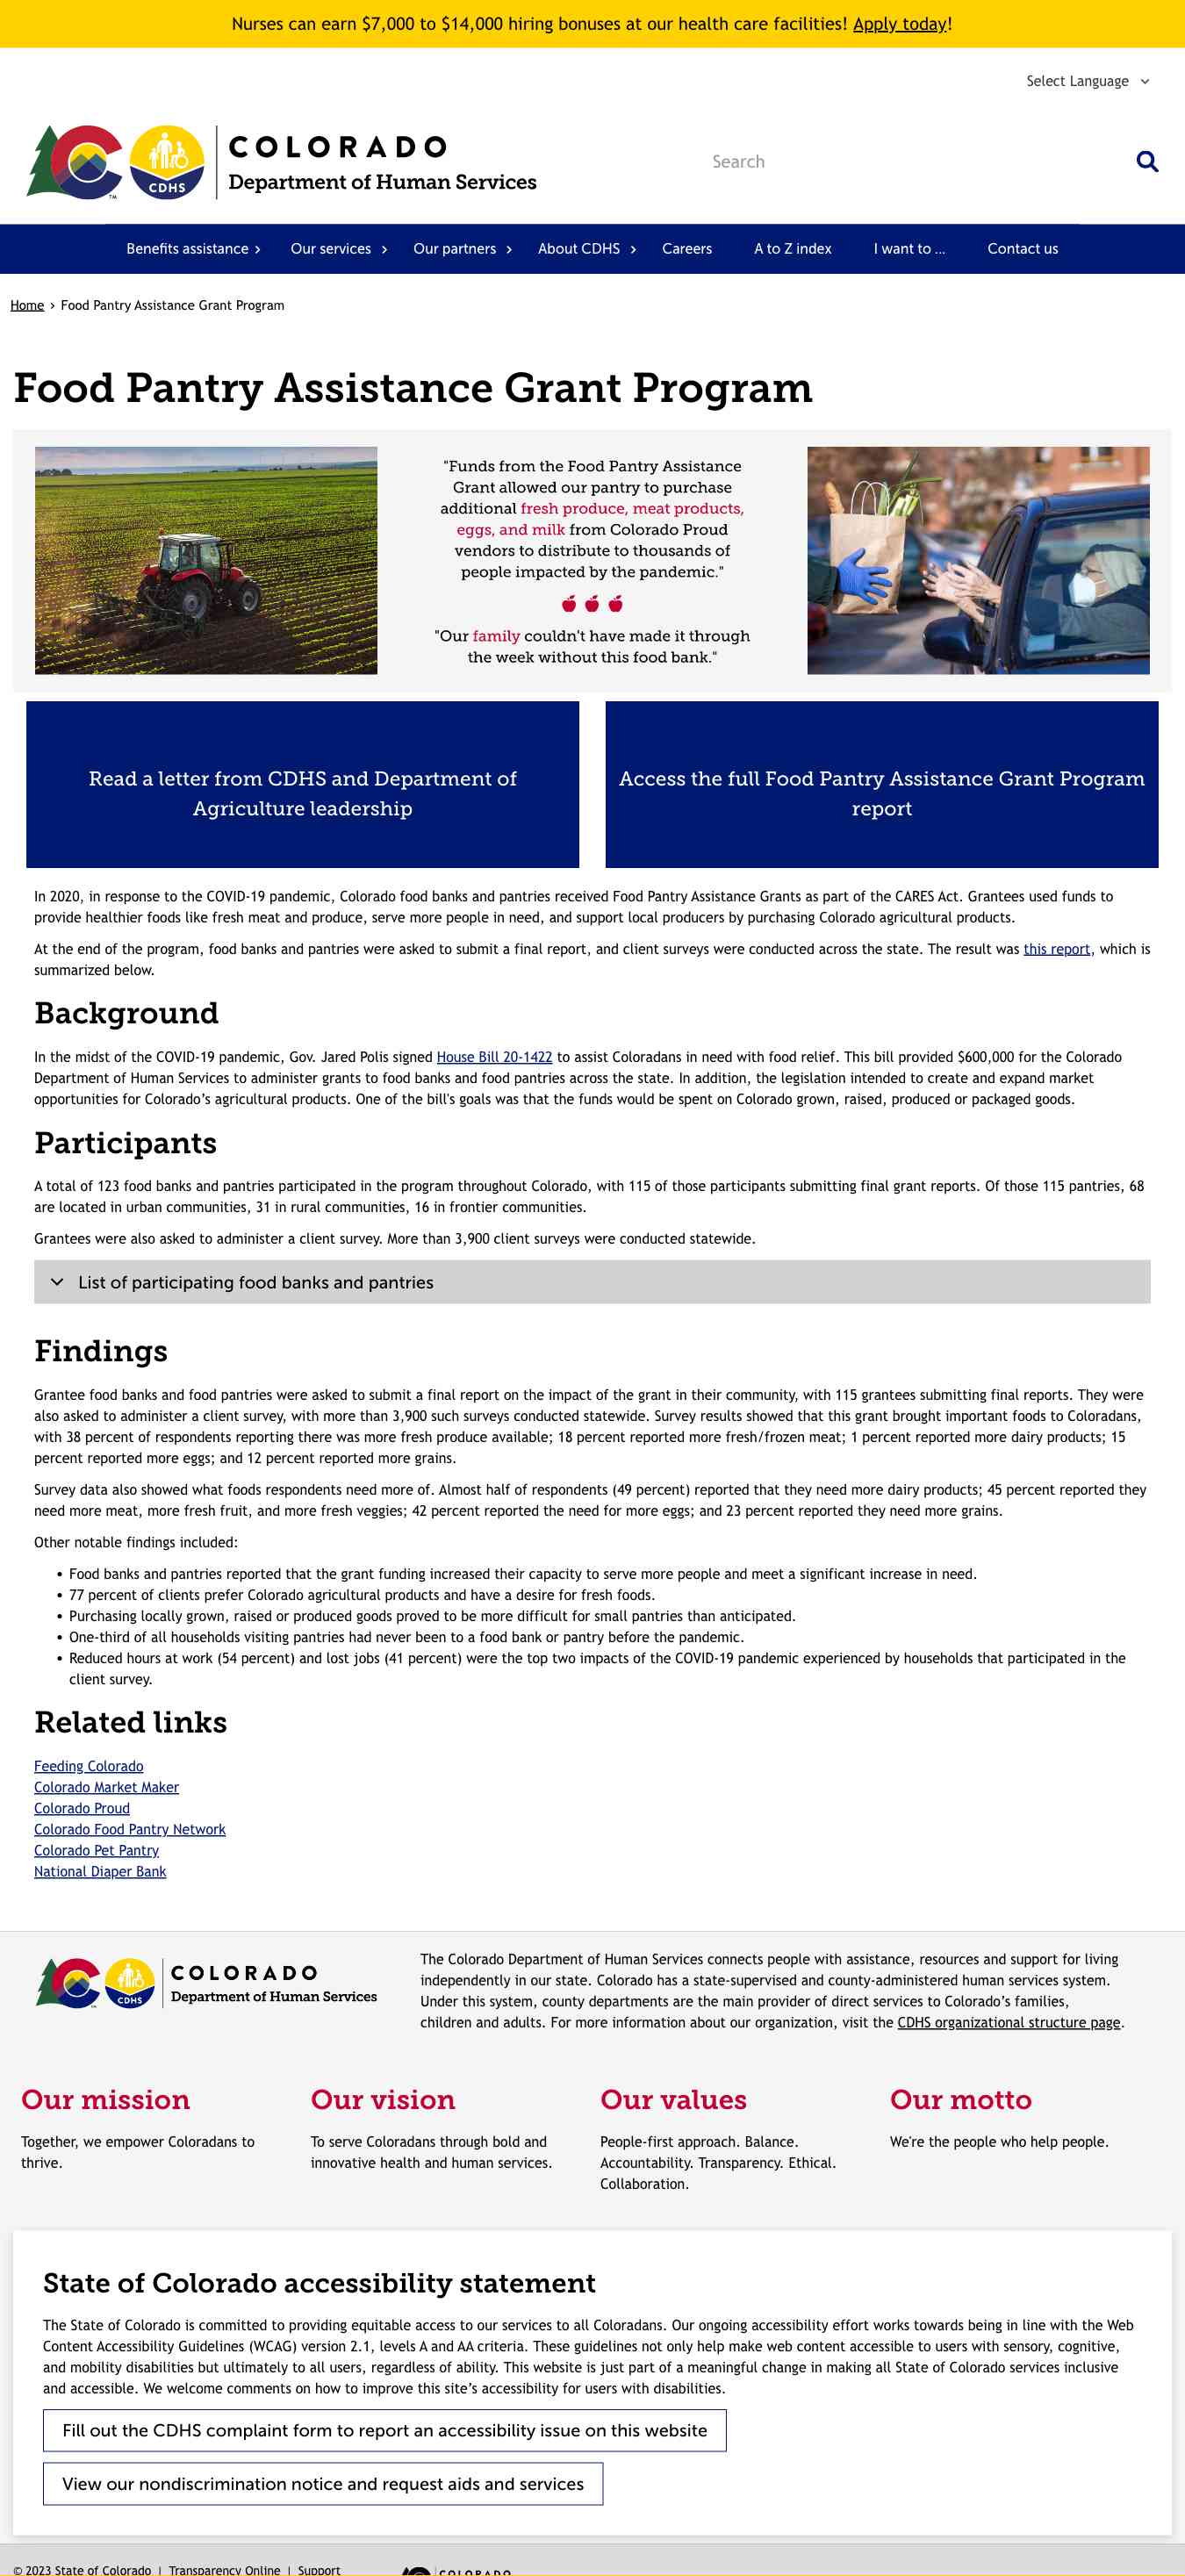 Nurses can earn $7,000 to $14,000 hiring bonuses at our health care facilities! Apply today!
Select Language
COLORADO
Department of Human Services
CDHS
TM
Search
Benefits assistance
Our services
Our partners
About CDHS
Careers
A to Z index
I want to ...
Contact us
Home › Food Pantry Assistance Grant Program
Food Pantry Assistance Grant Program
"Funds from the Food Pantry Assistance
Grant allowed our pantry to purchase
additional fresh produce, meat products,
eggs, and milk from Colorado Proud
vendors to distribute to thousands of
people impacted by the pandemic."
"Our family couldn't have made it through
the week without this food bank."
Read a letter from CDHS and Department of
Agriculture leadership
Access the full Food Pantry Assistance Grant Program
report
In 2020, in response to the COVID-19 pandemic, Colorado food banks and pantries received Food Pantry Assistance Grants as part of the CARES Act. Grantees used funds to
provide healthier foods like fresh meat and produce, serve more people in need, and support local producers by purchasing Colorado agricultural products.
At the end of the program, food banks and pantries were asked to submit a final report, and client surveys were conducted across the state. The result was this report, which is
summarized below.
Background
In the midst of the COVID-19 pandemic, Gov. Jared Polis signed House Bill 20-1422 to assist Coloradans in need with food relief. This bill provided $600,000 for the Colorado
Department of Human Services to administer grants to food banks and food pantries across the state. In addition, the legislation intended to create and expand market
opportunities for Colorado’s agricultural products. One of the bill's goals was that the funds would be spent on Colorado grown, raised, produced or packaged goods.
Participants
A total of 123 food banks and pantries participated in the program throughout Colorado, with 115 of those participants submitting final grant reports. Of those 115 pantries, 68
are located in urban communities, 31 in rural communities, 16 in frontier communities.
Grantees were also asked to administer a client survey. More than 3,900 client surveys were conducted statewide.
List of participating food banks and pantries
Findings
Grantee food banks and food pantries were asked to submit a final report on the impact of the grant in their community, with 115 grantees submitting final reports. They were
also asked to administer a client survey, with more than 3,900 such surveys conducted statewide. Survey results showed that this grant brought important foods to Coloradans,
with 38 percent of respondents reporting there was more fresh produce available; 18 percent reported more fresh/frozen meat; 1 percent reported more dairy products; 15
percent reported more eggs; and 12 percent reported more grains.
Survey data also showed what foods respondents need more of. Almost half of respondents (49 percent) reported that they need more dairy products; 45 percent reported they
need more meat, more fresh fruit, and more fresh veggies; 42 percent reported the need for more eggs; and 23 percent reported they need more grains.
Other notable findings included:
• Food banks and pantries reported that the grant funding increased their capacity to serve more people and meet a significant increase in need.
• 77 percent of clients prefer Colorado agricultural products and have a desire for fresh foods.
• Purchasing locally grown, raised or produced goods proved to be more difficult for small pantries than anticipated.
• One-third of all households visiting pantries had never been to a food bank or pantry before the pandemic.
• Reduced hours at work (54 percent) and lost jobs (41 percent) were the top two impacts of the COVID-19 pandemic experienced by households that participated in the
client survey.
Related links
Feeding Colorado
Colorado Market Maker
Colorado Proud
Colorado Food Pantry Network
Colorado Pet Pantry
National Diaper Bank
COLORADO
Department of Human Services
CDHS
The Colorado Department of Human Services connects people with assistance, resources and support for living
independently in our state. Colorado has a state-supervised and county-administered human services system.
Under this system, county departments are the main provider of direct services to Colorado’s families,
children and adults. For more information about our organization, visit the CDHS organizational structure page.
Our mission
Together, we empower Coloradans to
thrive.
Our vision
To serve Coloradans through bold and
innovative health and human services.
Our values
People-first approach. Balance.
Accountability. Transparency. Ethical.
Collaboration.
Our motto
We're the people who help people.
State of Colorado accessibility statement
The State of Colorado is committed to providing equitable access to our services to all Coloradans. Our ongoing accessibility effort works towards being in line with the Web
Content Accessibility Guidelines (WCAG) version 2.1, levels A and AA criteria. These guidelines not only help make web content accessible to users with sensory, cognitive,
and mobility disabilities but ultimately to all users, regardless of ability. This website is just part of a meaningful change in making all State of Colorado services inclusive
and accessible. We welcome comments on how to improve this site’s accessibility for users with disabilities.
Fill out the CDHS complaint form to report an accessibility issue on this website
View our nondiscrimination notice and request aids and services
© 2023 State of Colorado | Transparency Online | Support
COLORADO